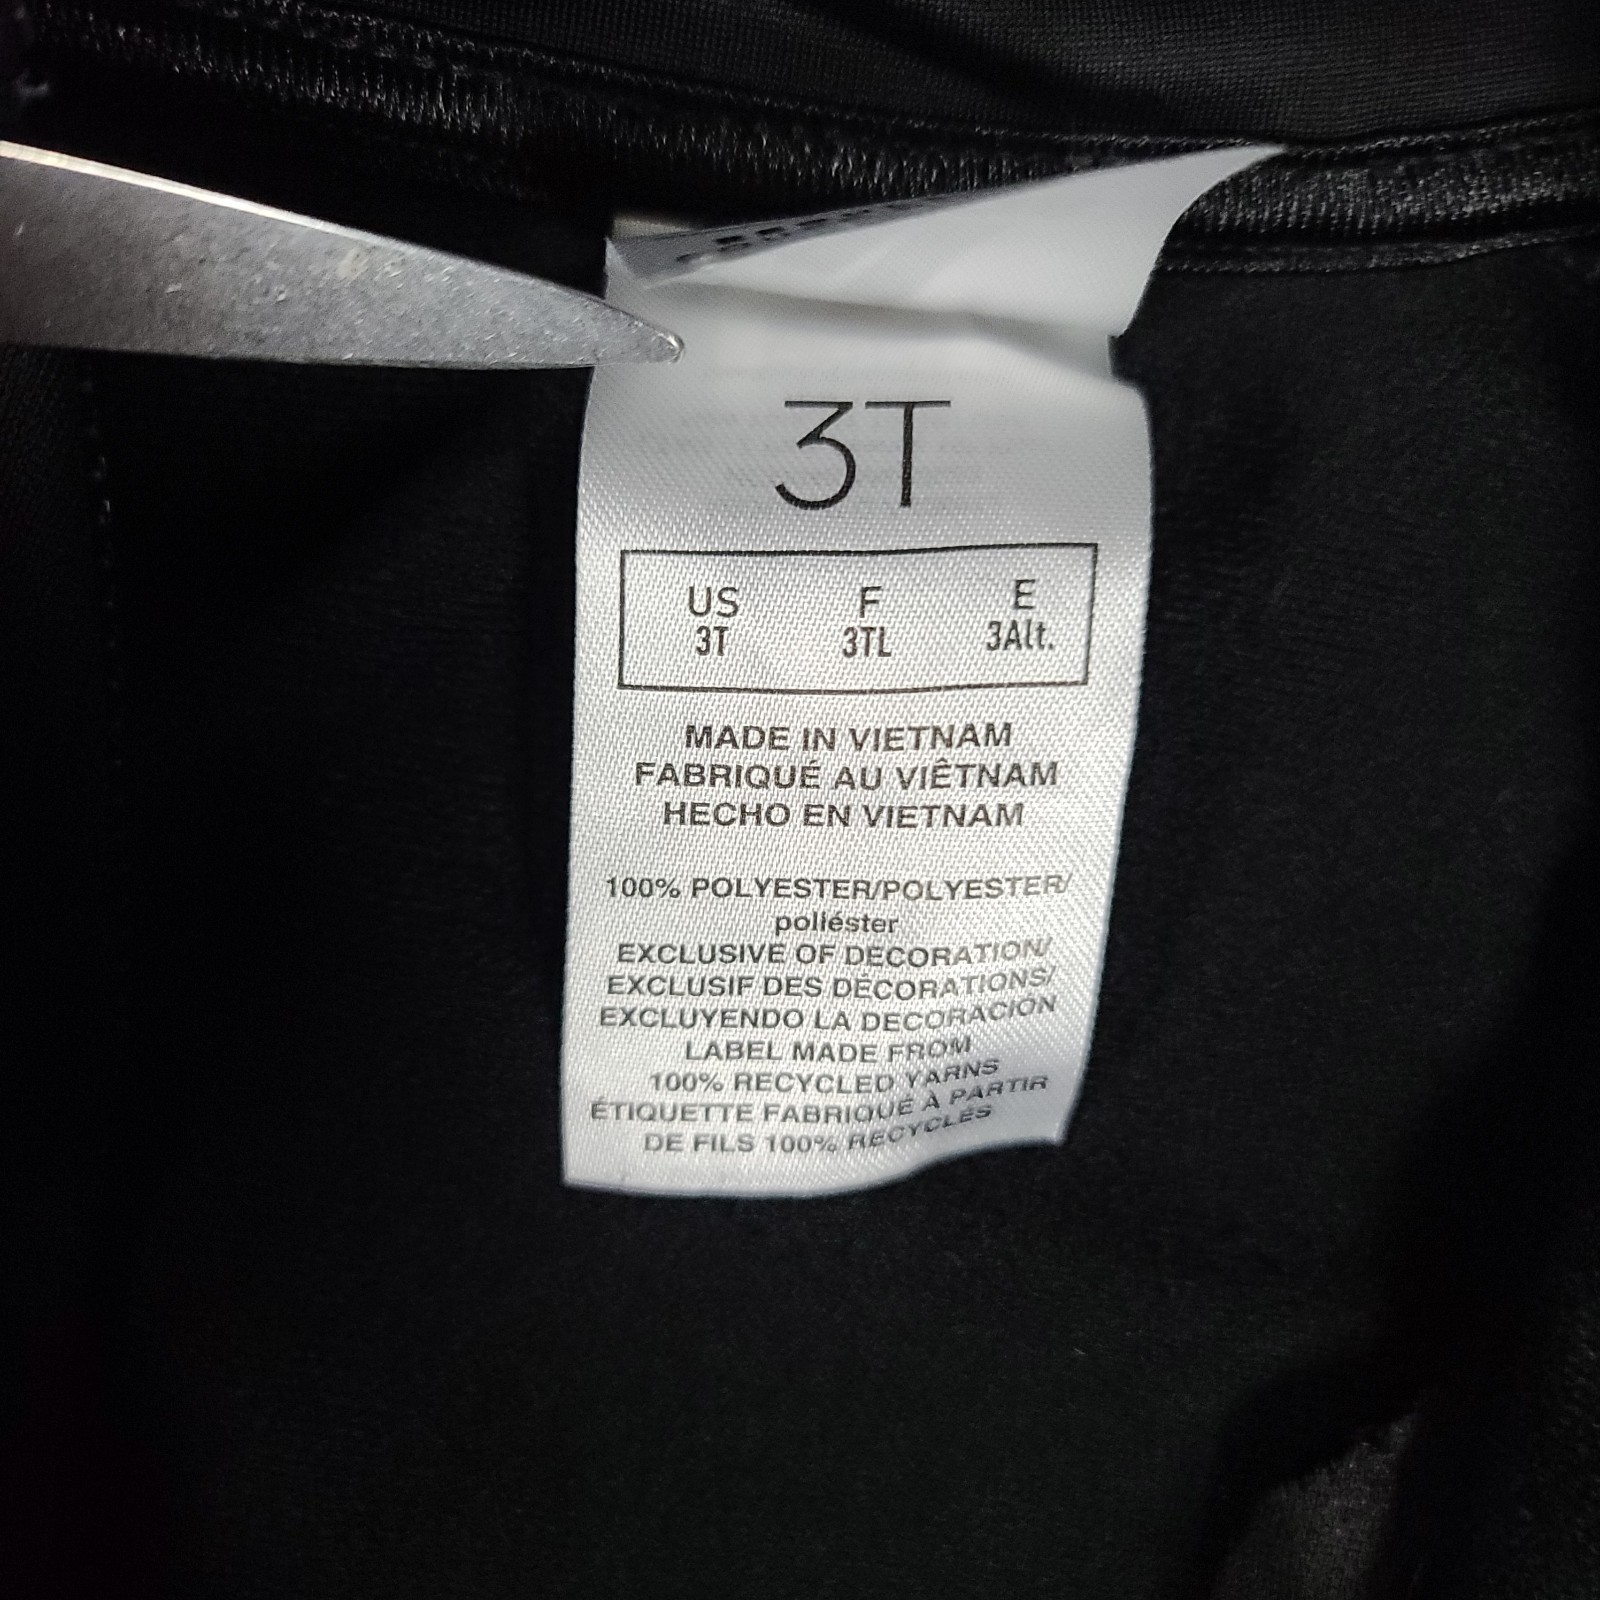 3T
US F E
3T 3TL 3Alt.
MADE IN VIETNAM
FABRIQUÉ AU VIÊTNAM
HECHO EN VIETNAM
100% POLYESTER/POLYESTER/
poliéster
EXCLUSIVE OF DECORATION/
EXCLUSIF DES DÉCORATIONS/
EXCLUYENDO LA DECORACIÓN
LABEL MADE FROM
100% RECYCLED YARNS
ÉTIQUETTE FABRIQUÉ À PARTIR
DE FILS 100% RECYCLÉS